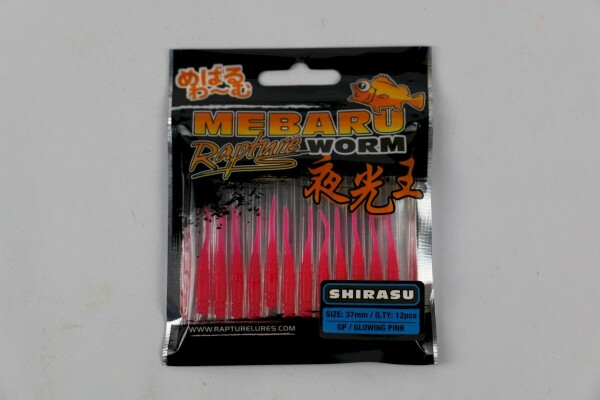 めばる
わ〜む
MEBARU
Rapture WORM
夜光王
SHIRASU
SIZE: 37mm / Q.TY: 12pcs
GP / GLOWING PINK
WWW.RAPTURELURES.COM